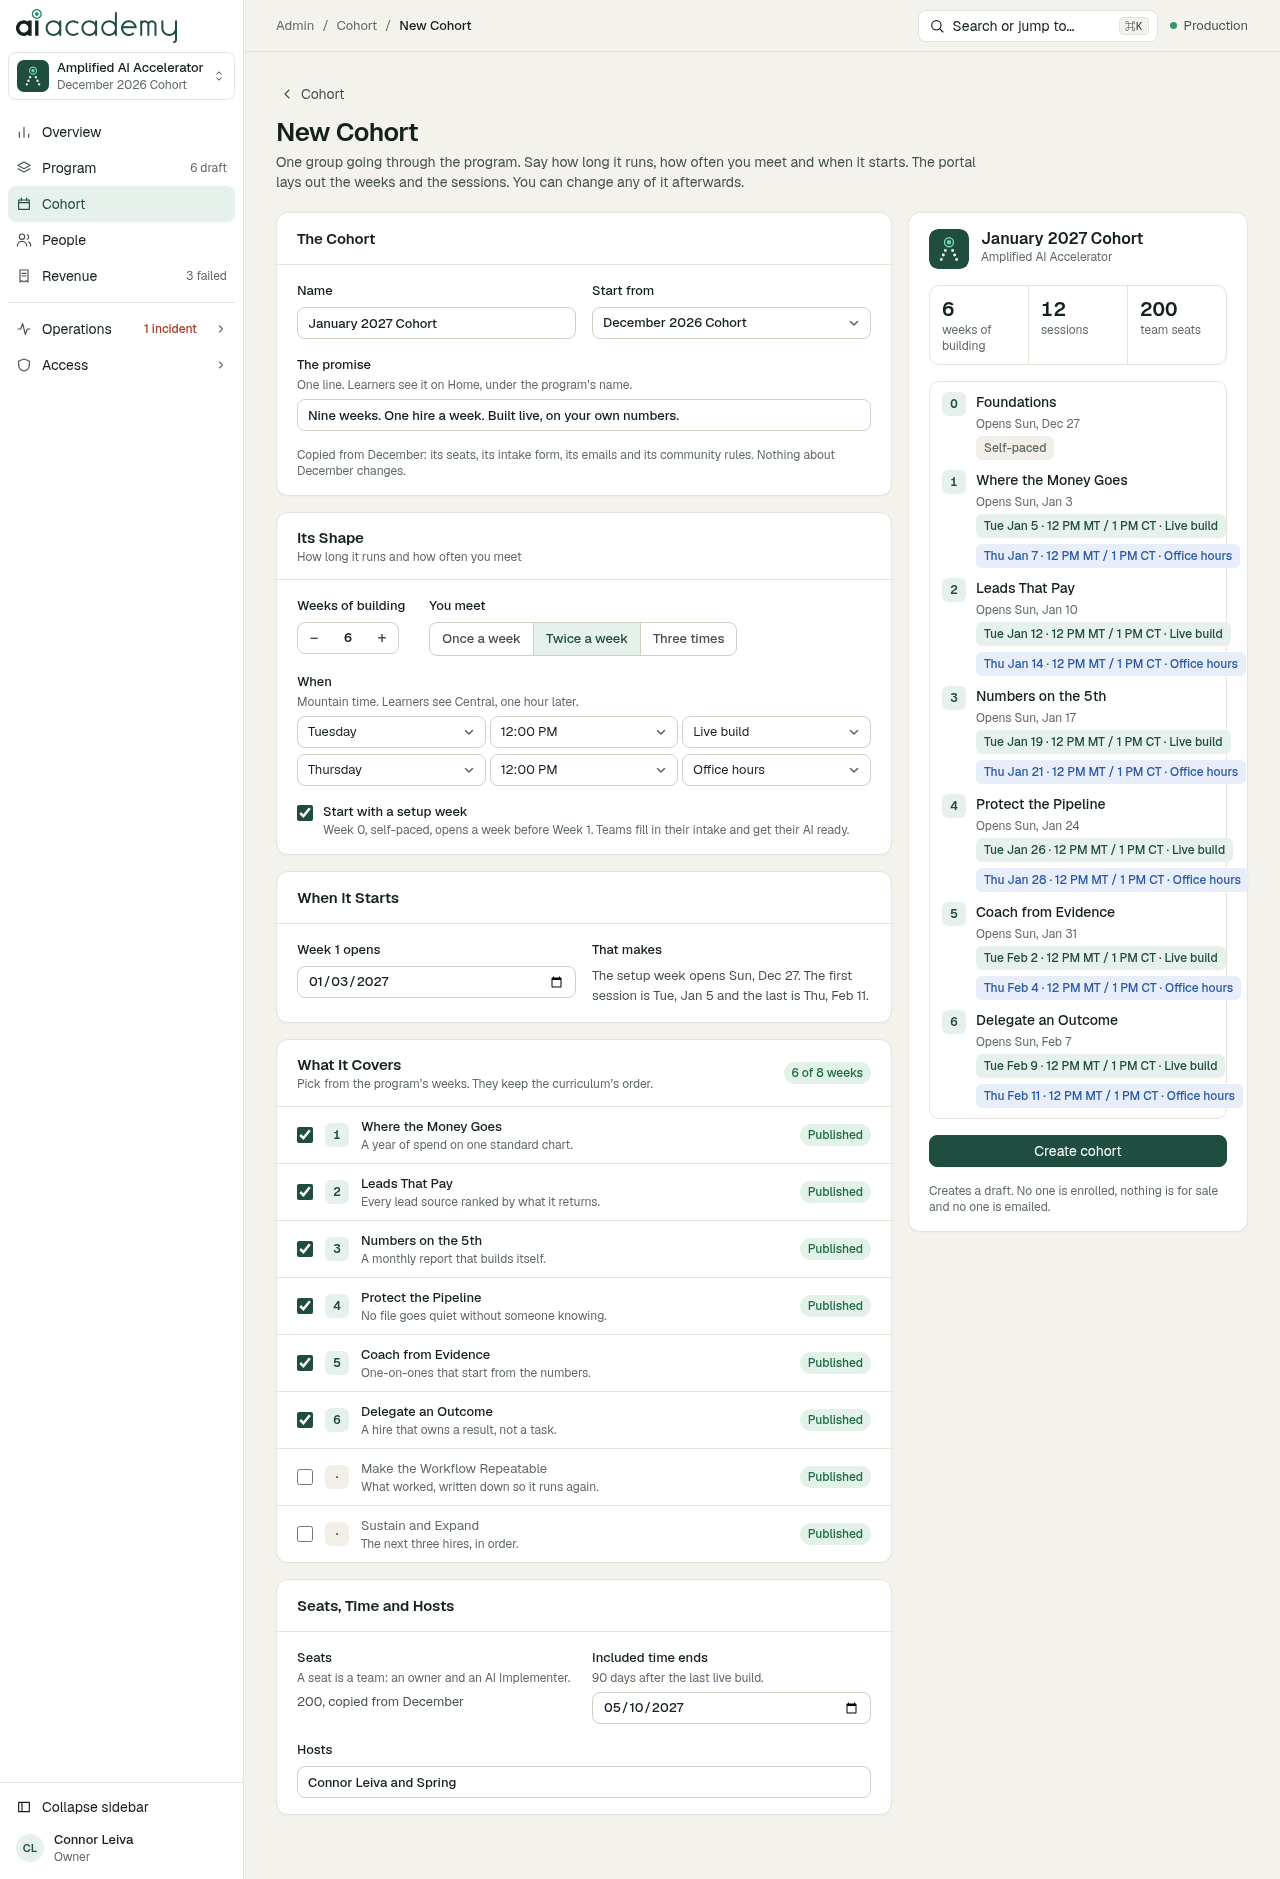 ai academy
Amplified AI Accelerator
December 2026 Cohort
Overview
Program 6 draft
Cohort
People
Revenue 3 failed
Operations 1 incident
Access
Collapse sidebar
CL
Connor Leiva
Owner
Admin / Cohort / New Cohort
Search or jump to... ⌘K
Production
Cohort
New Cohort
One group going through the program. Say how long it runs, how often you meet and when it starts. The portal
lays out the weeks and the sessions. You can change any of it afterwards.
The Cohort
Name
January 2027 Cohort
Start from
December 2026 Cohort
The promise
One line. Learners see it on Home, under the program's name.
Nine weeks. One hire a week. Built live, on your own numbers.
Copied from December: its seats, its intake form, its emails and its community rules. Nothing about
December changes.
Its Shape
How long it runs and how often you meet
Weeks of building
− 6 +
You meet
Once a week Twice a week Three times
When
Mountain time. Learners see Central, one hour later.
Tuesday 12:00 PM Live build
Thursday 12:00 PM Office hours
Start with a setup week
Week 0, self-paced, opens a week before Week 1. Teams fill in their intake and get their AI ready.
When It Starts
Week 1 opens
01/03/2027
That makes
The setup week opens Sun, Dec 27. The first
session is Tue, Jan 5 and the last is Thu, Feb 11.
What It Covers
Pick from the program's weeks. They keep the curriculum's order.
6 of 8 weeks
1 Where the Money Goes
A year of spend on one standard chart.
Published
2 Leads That Pay
Every lead source ranked by what it returns.
Published
3 Numbers on the 5th
A monthly report that builds itself.
Published
4 Protect the Pipeline
No file goes quiet without someone knowing.
Published
5 Coach from Evidence
One-on-ones that start from the numbers.
Published
6 Delegate an Outcome
A hire that owns a result, not a task.
Published
· Make the Workflow Repeatable
What worked, written down so it runs again.
Published
· Sustain and Expand
The next three hires, in order.
Published
Seats, Time and Hosts
Seats
A seat is a team: an owner and an AI Implementer.
200, copied from December
Included time ends
90 days after the last live build.
05/10/2027
Hosts
Connor Leiva and Spring
January 2027 Cohort
Amplified AI Accelerator
6
weeks of
building
12
sessions
200
team seats
0 Foundations
Opens Sun, Dec 27
Self-paced
1 Where the Money Goes
Opens Sun, Jan 3
Tue Jan 5 · 12 PM MT / 1 PM CT · Live build
Thu Jan 7 · 12 PM MT / 1 PM CT · Office hours
2 Leads That Pay
Opens Sun, Jan 10
Tue Jan 12 · 12 PM MT / 1 PM CT · Live build
Thu Jan 14 · 12 PM MT / 1 PM CT · Office hours
3 Numbers on the 5th
Opens Sun, Jan 17
Tue Jan 19 · 12 PM MT / 1 PM CT · Live build
Thu Jan 21 · 12 PM MT / 1 PM CT · Office hours
4 Protect the Pipeline
Opens Sun, Jan 24
Tue Jan 26 · 12 PM MT / 1 PM CT · Live build
Thu Jan 28 · 12 PM MT / 1 PM CT · Office hours
5 Coach from Evidence
Opens Sun, Jan 31
Tue Feb 2 · 12 PM MT / 1 PM CT · Live build
Thu Feb 4 · 12 PM MT / 1 PM CT · Office hours
6 Delegate an Outcome
Opens Sun, Feb 7
Tue Feb 9 · 12 PM MT / 1 PM CT · Live build
Thu Feb 11 · 12 PM MT / 1 PM CT · Office hours
Create cohort
Creates a draft. No one is enrolled, nothing is for sale
and no one is emailed.